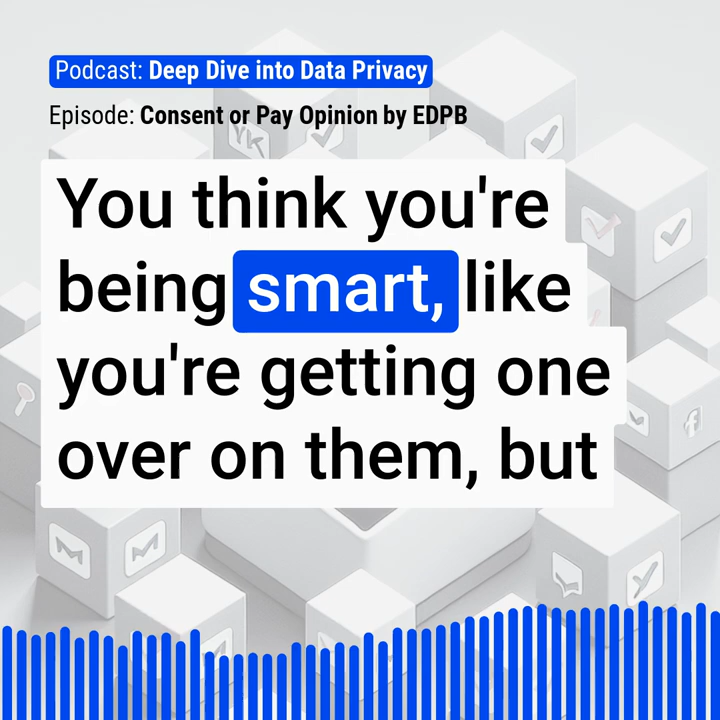 Podcast: Deep Dive into Data Privacy
Episode: Consent or Pay Opinion by EDPB
You think you're
being smart, like
you're getting one
over on them, but